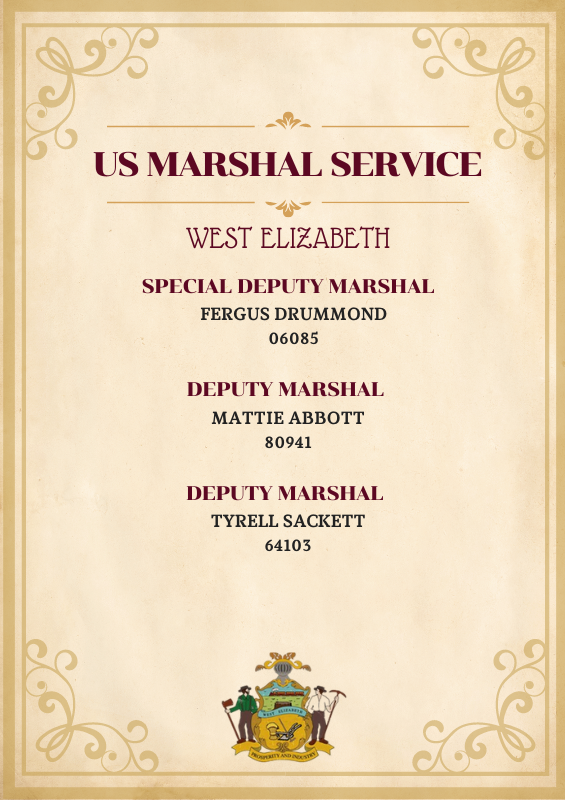 US MARSHAL SERVICE
WEST ELIZABETH
SPECIAL DEPUTY MARSHAL
FERGUS DRUMMOND
06085
DEPUTY MARSHAL
MATTIE ABBOTT
80941
DEPUTY MARSHAL
TYRELL SACKETT
64103
WEST ELIZABETH
PROSPERITY AND INDUSTRY